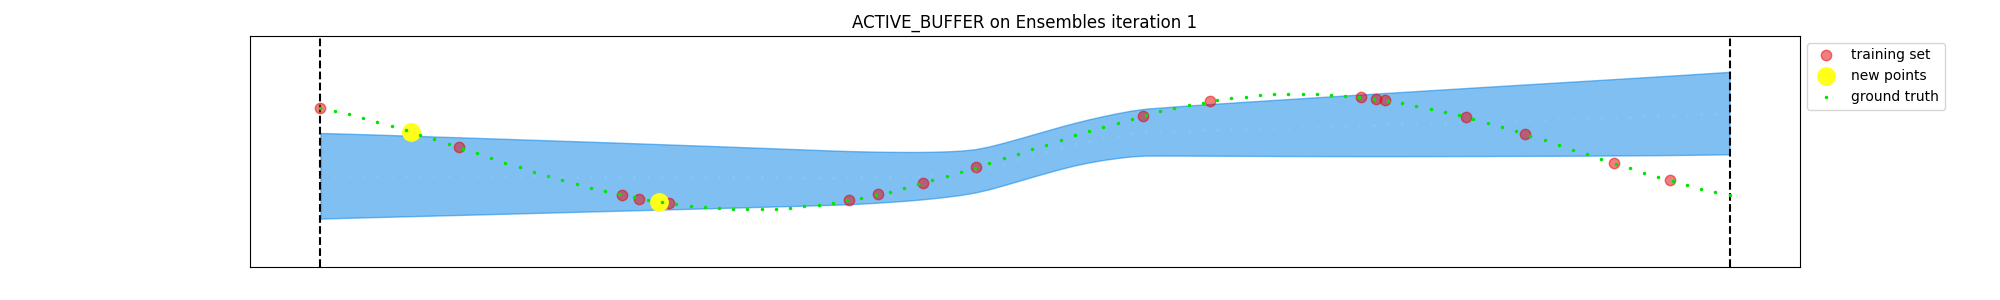 ACTIVE_BUFFER on Ensembles iteration 1
training set
new points
ground truth